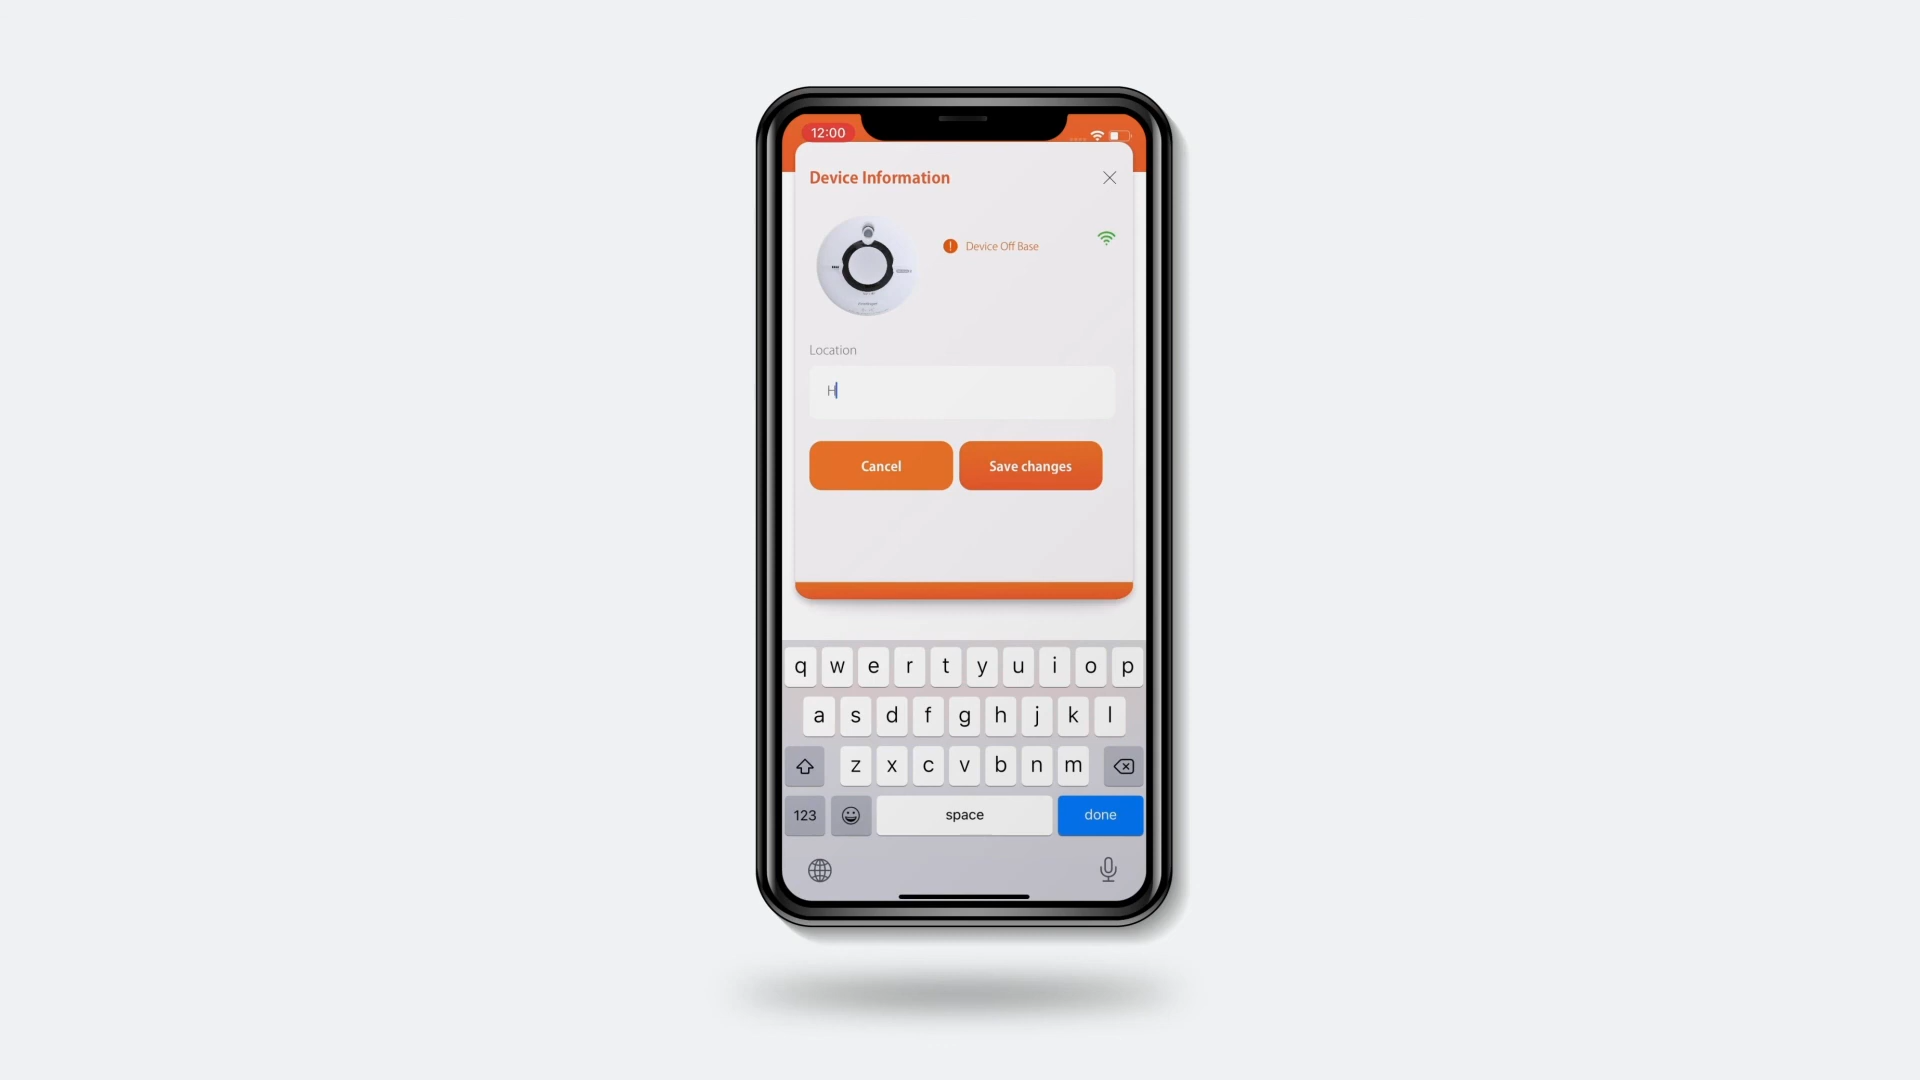 12:00
Device Information
! Device Off Base
Location
H
Cancel Save changes
q w e r t y u i o p
a s d f g h j k l
z x c v b n m
123 space done